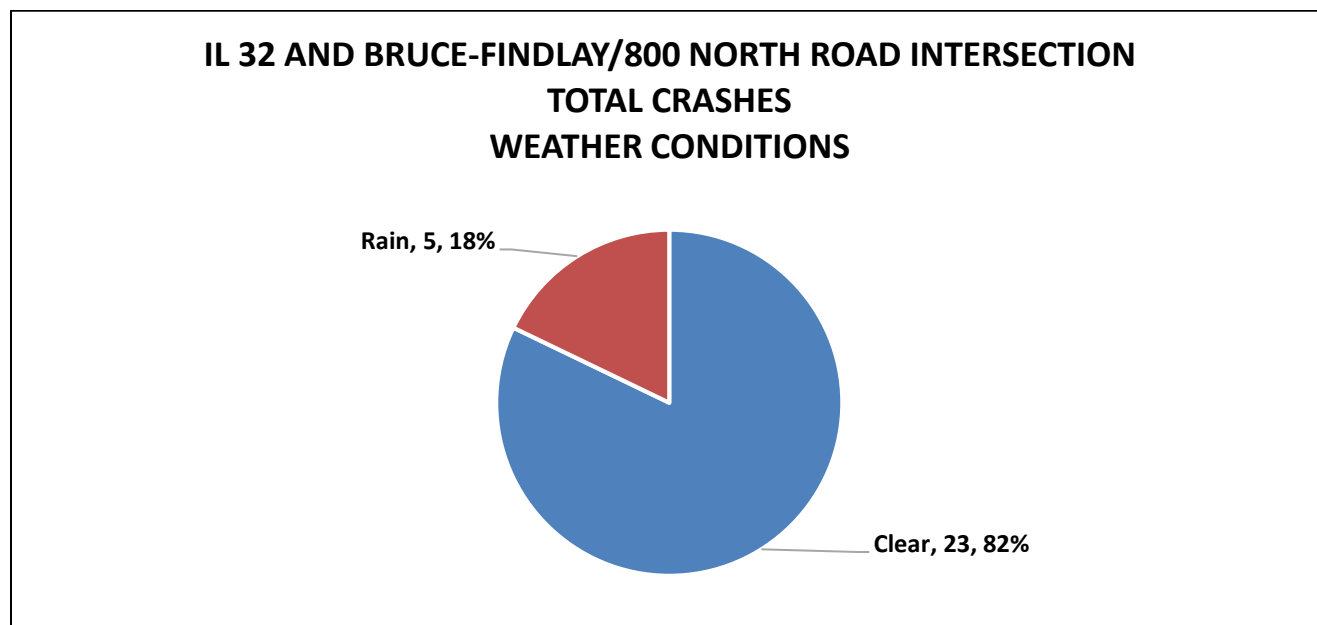 IL 32 AND BRUCE-FINDLAY/800 NORTH ROAD INTERSECTION
TOTAL CRASHES
WEATHER CONDITIONS
Rain, 5, 18%
Clear, 23, 82%